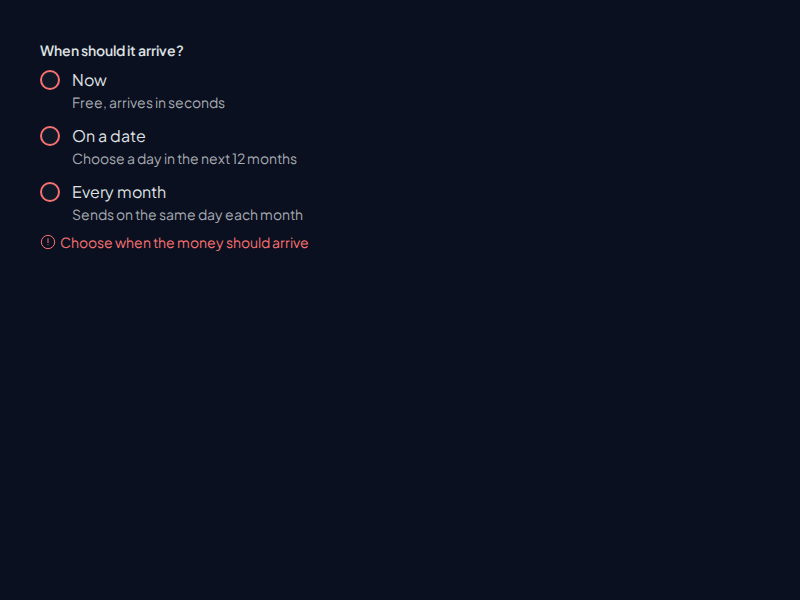 When should it arrive?
Now
Free, arrives in seconds
On a date
Choose a day in the next 12 months
Every month
Sends on the same day each month
Choose when the money should arrive